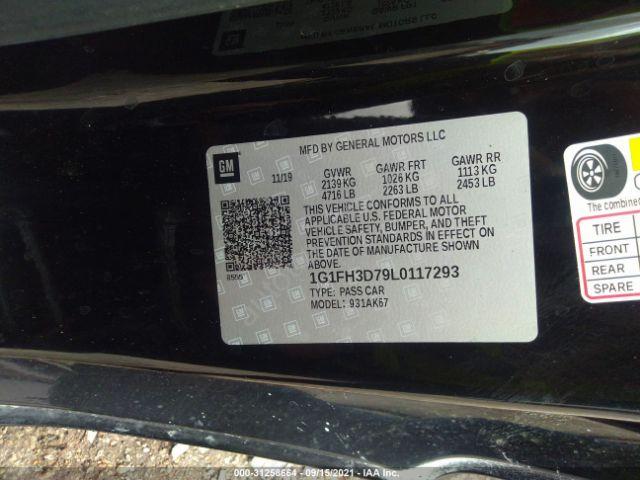 GM
MFD BY GENERAL MOTORS LLC
11/19
GVWR GAWR FRT GAWR RR
2139 KG 1026 KG 1113 KG
4716 LB 2263 LB 2453 LB
THIS VEHICLE CONFORMS TO ALL
APPLICABLE U.S. FEDERAL MOTOR
VEHICLE SAFETY, BUMPER, AND THEFT
PREVENTION STANDARDS IN EFFECT ON
THE DATE OF MANUFACTURE SHOWN
ABOVE.
1G1FH3D79L0117293
TYPE: PASS CAR
MODEL: 931AK67
The combined
TIRE
FRONT
REAR
SPARE
000-31258664 - 09/15/2021 - IAA Inc.